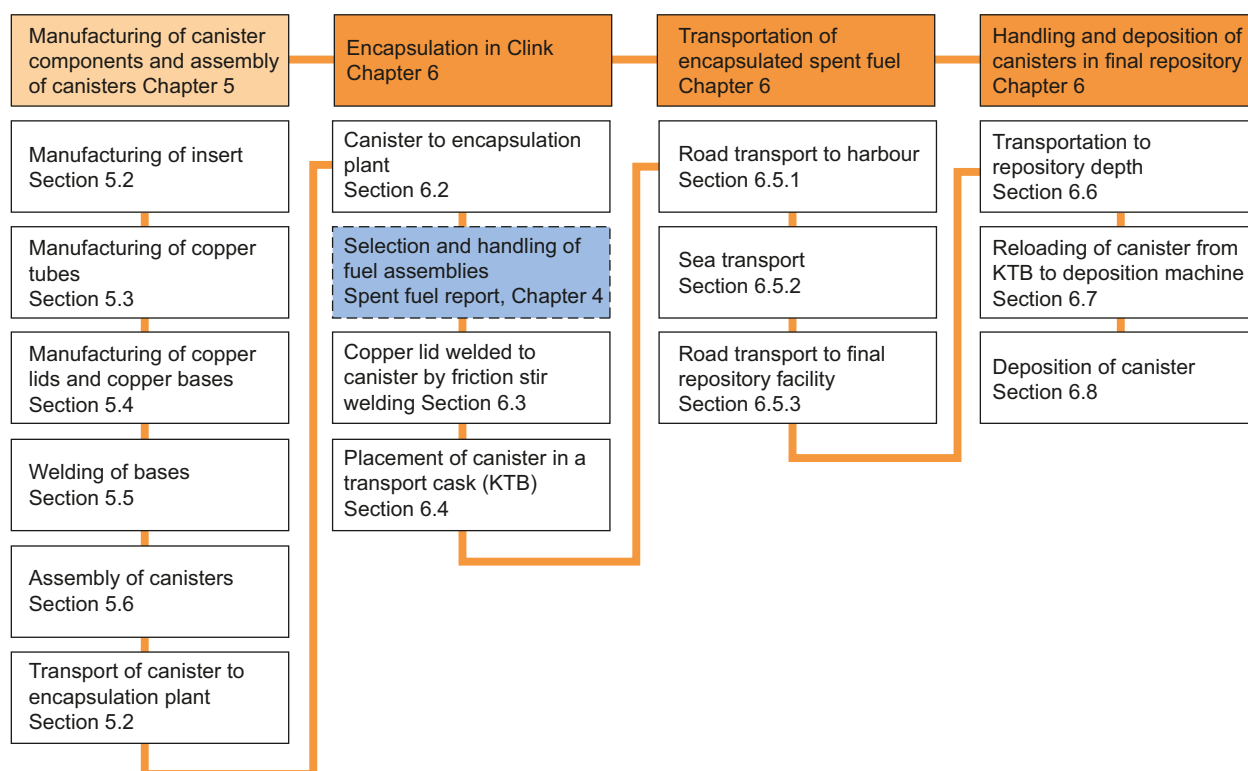 Manufacturing of canister
components and assembly
of canisters Chapter 5
Encapsulation in Clink
Chapter 6
Transportation of
encapsulated spent fuel
Chapter 6
Handling and deposition of
canisters in final repository
Chapter 6
Manufacturing of insert
Section 5.2
Manufacturing of copper
tubes
Section 5.3
Manufacturing of copper
lids and copper bases
Section 5.4
Welding of bases
Section 5.5
Assembly of canisters
Section 5.6
Transport of canister to
encapsulation plant
Section 5.2
Canister to encapsulation
plant
Section 6.2
Selection and handling of
fuel assemblies
Spent fuel report, Chapter 4
Copper lid welded to
canister by friction stir
welding Section 6.3
Placement of canister in a
transport cask (KTB)
Section 6.4
Road transport to harbour
Section 6.5.1
Sea transport
Section 6.5.2
Road transport to final
repository facility
Section 6.5.3
Transportation to
repository depth
Section 6.6
Reloading of canister from
KTB to deposition machine
Section 6.7
Deposition of canister
Section 6.8